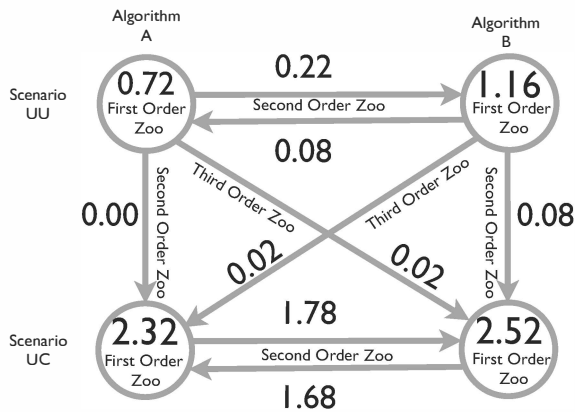 Algorithm
A
Algorithm
B
Scenario
UU
0.72
First Order
Zoo
0.22
Second Order Zoo
0.08
1.16
First Order
Zoo
0.00
Second Order Zoo
Third Order Zoo
0.02
Third Order Zoo
0.02
Second Order Zoo
0.08
Scenario
UC
2.32
First Order
Zoo
1.78
Second Order Zoo
1.68
2.52
First Order
Zoo